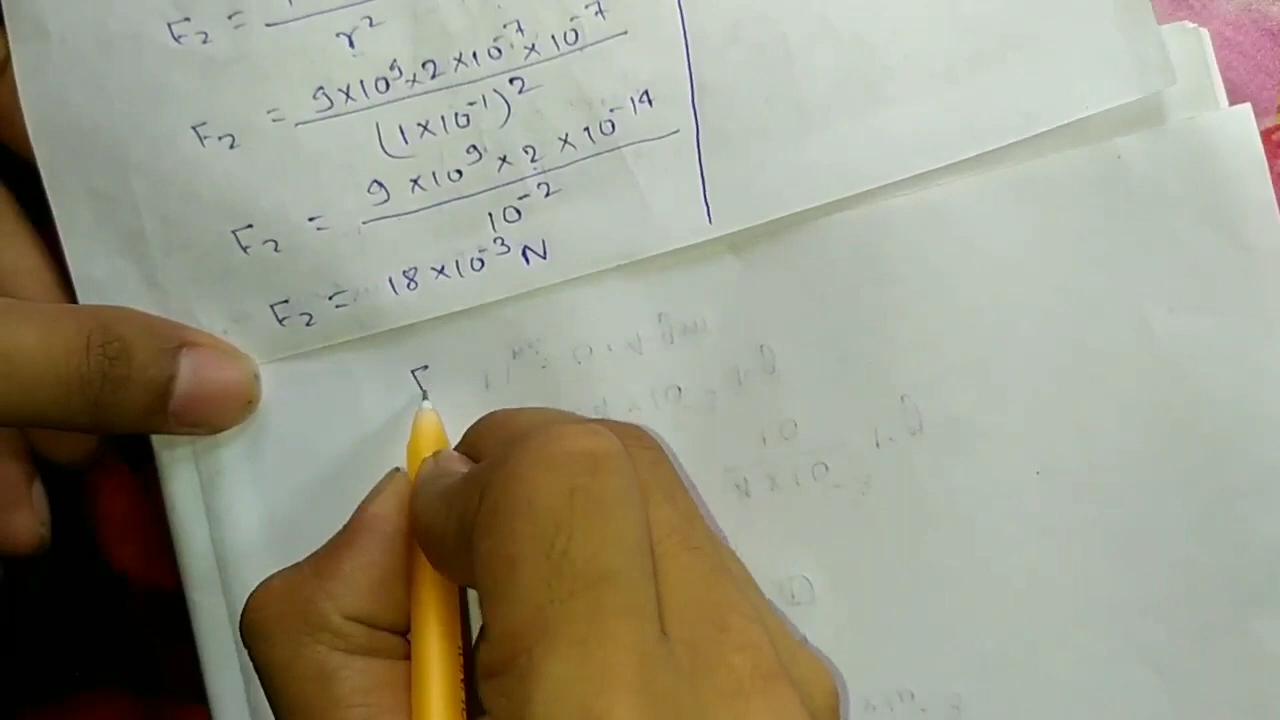 F₂ = r²
F₂ = 9×10⁹×2×10⁻⁷×10⁻⁷ / (1×10⁻¹)²
F₂ = 9×10⁹×2×10⁻¹⁴ / 10⁻²
F₂ = 18×10⁻³ N
F